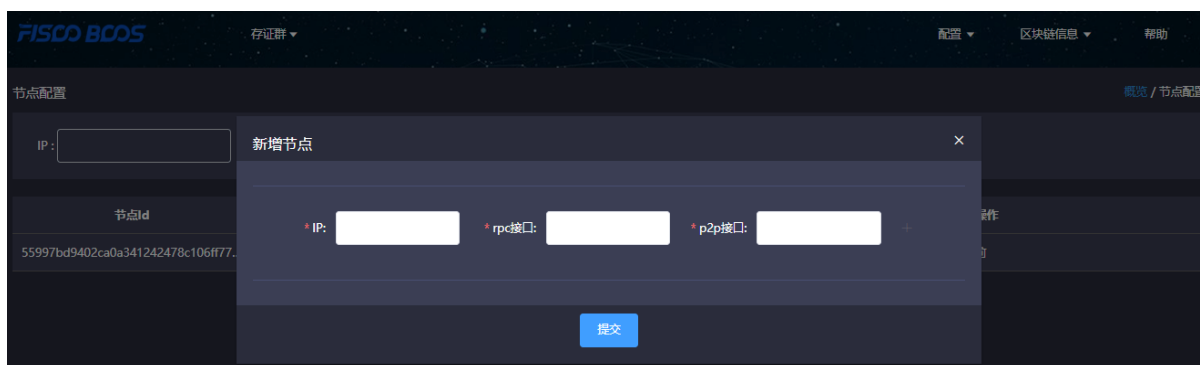 FISCO BCOS 存证群 配置 区块链信息 帮助
节点配置 概览 / 节点配置
IP :
新增节点 ×
节点Id
* IP: * rpc接口: * p2p接口: +
55997bd9402ca0a341242478c106ff77...
提交